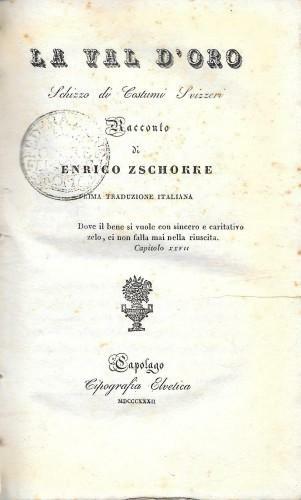 LA VAL D'ORO
Schizzo di Costumi Svizzeri
Racconto
di
ENRICO ZSCHOKKE
PRIMA TRADUZIONE ITALIANA
Dove il bene si vuole con sincero e caritativo
zelo, ei non falla mai nella riuscita.
Capitolo XXVII
Capolago
Tipografia Elvetica
MDCCCXXXII